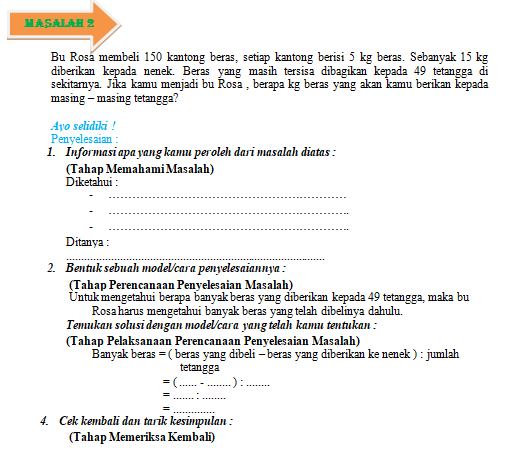 MASALAH 2
Bu Rosa membeli 150 kantong beras, setiap kantong berisi 5 kg beras. Sebanyak 15 kg
diberikan kepada nenek. Beras yang masih tersisa dibagikan kepada 49 tetangga di
sekitarnya. Jika kamu menjadi bu Rosa , berapa kg beras yang akan kamu berikan kepada
masing – masing tetangga?
Ayo selidiki !
Penyelesaian :
1. Informasi apa yang kamu peroleh dari masalah diatas :
(Tahap Memahami Masalah)
Diketahui :
- ……………………………………………………
- …………………………………………………….
- …………………………………………………….
Ditanya :
...............................................................................
2. Bentuk sebuah model/cara penyelesaiannya :
(Tahap Perencanaan Penyelesaian Masalah)
Untuk mengetahui berapa banyak beras yang diberikan kepada 49 tetangga, maka bu
Rosa harus mengetahui banyak beras yang telah dibelinya dahulu.
Temukan solusi dengan model/cara yang telah kamu tentukan :
(Tahap Pelaksanaan Perencanaan Penyelesaian Masalah)
Banyak beras = ( beras yang dibeli – beras yang diberikan ke nenek ) : jumlah
tetangga
= ( ...... - ........ ) : ........
= ....... : ........
= ..............
4. Cek kembali dan tarik kesimpulan :
(Tahap Memeriksa Kembali)